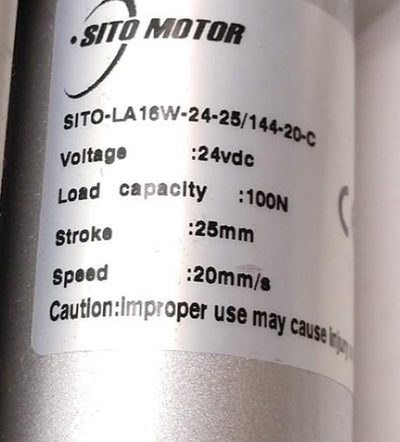 SITO MOTOR
SITO-LA16W-24-25/144-20-C
Voltage :24vdc
Load capacity :100N
Stroke :25mm
Speed :20mm/s
Caution:Improper use may cause injury